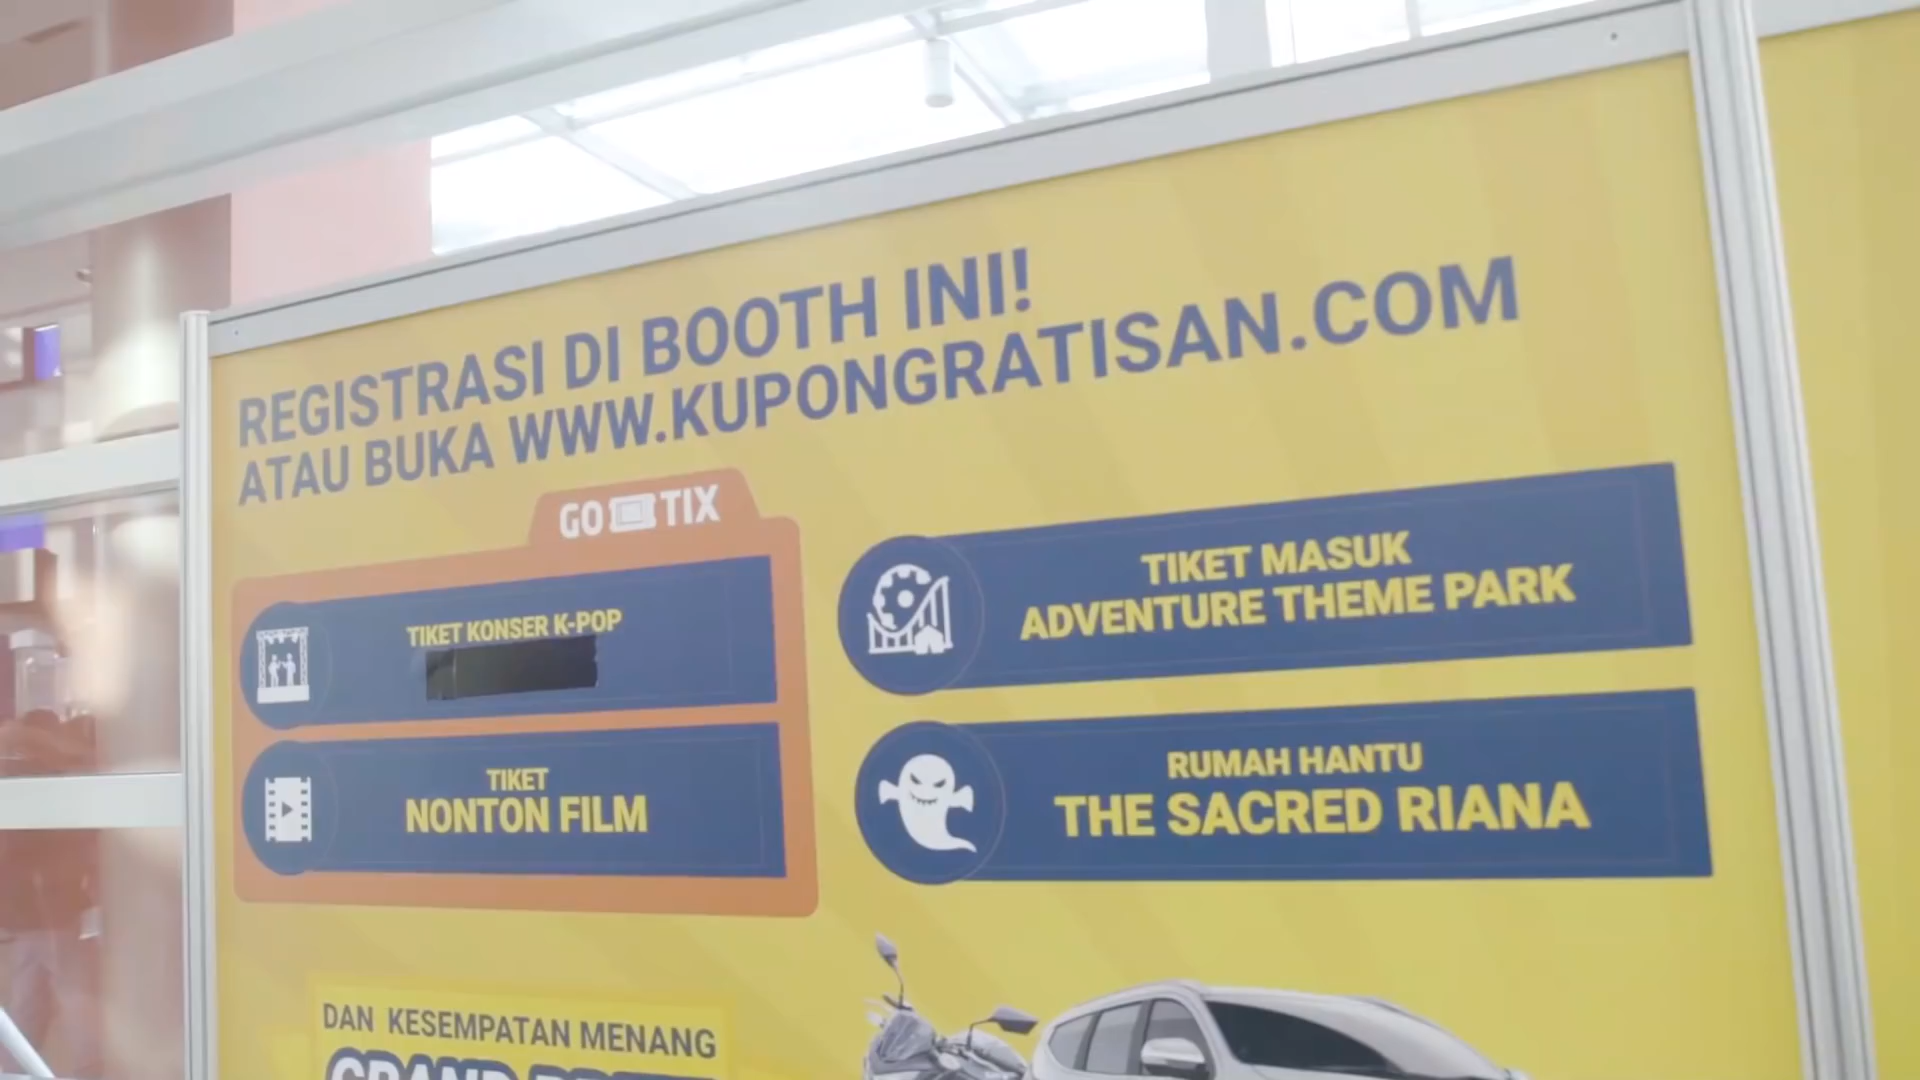 REGISTRASI DI BOOTH INI!
ATAU BUKA WWW.KUPONGRATISAN.COM
GO TIX
TIKET KONSER K-POP
TIKET
NONTON FILM
TIKET MASUK
ADVENTURE THEME PARK
RUMAH HANTU
THE SACRED RIANA
DAN KESEMPATAN MENANG